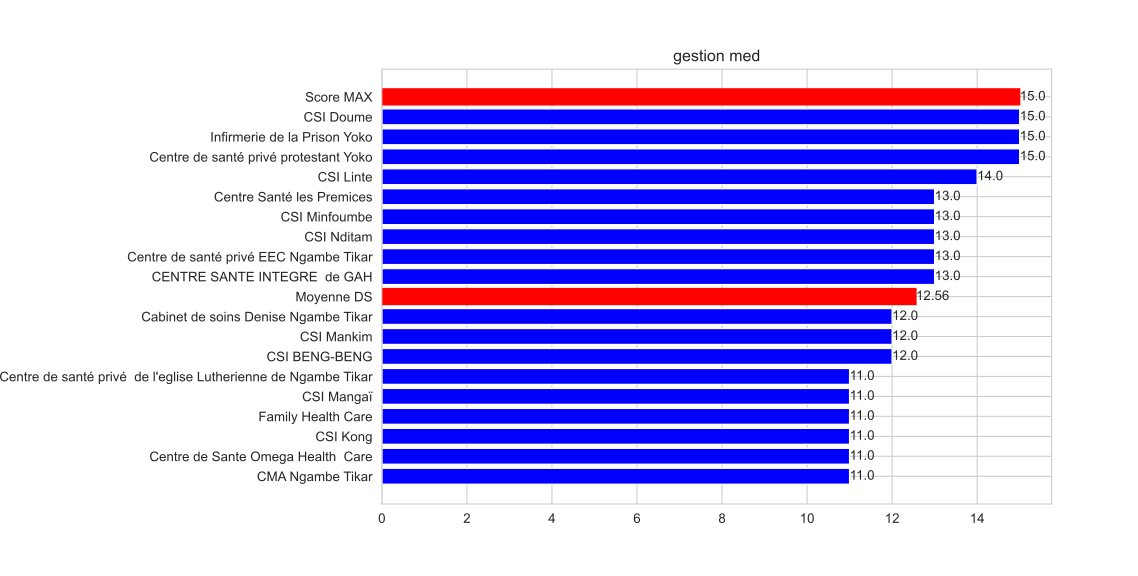 gestion med
Score MAX 15.0
CSI Doume 15.0
Infirmerie de la Prison Yoko 15.0
Centre de santé privé protestant Yoko 15.0
CSI Linte 14.0
Centre Santé les Premices 13.0
CSI Minfoumbe 13.0
CSI Nditam 13.0
Centre de santé privé EEC Ngambe Tikar 13.0
CENTRE SANTE INTEGRE  de GAH 13.0
Moyenne DS 12.56
Cabinet de soins Denise Ngambe Tikar 12.0
CSI Mankim 12.0
CSI BENG-BENG 12.0
Centre de santé privé  de l'eglise Lutherienne de Ngambe Tikar 11.0
CSI Mangaï 11.0
Family Health Care 11.0
CSI Kong 11.0
Centre de Sante Omega Health  Care 11.0
CMA Ngambe Tikar 11.0
0 2 4 6 8 10 12 14